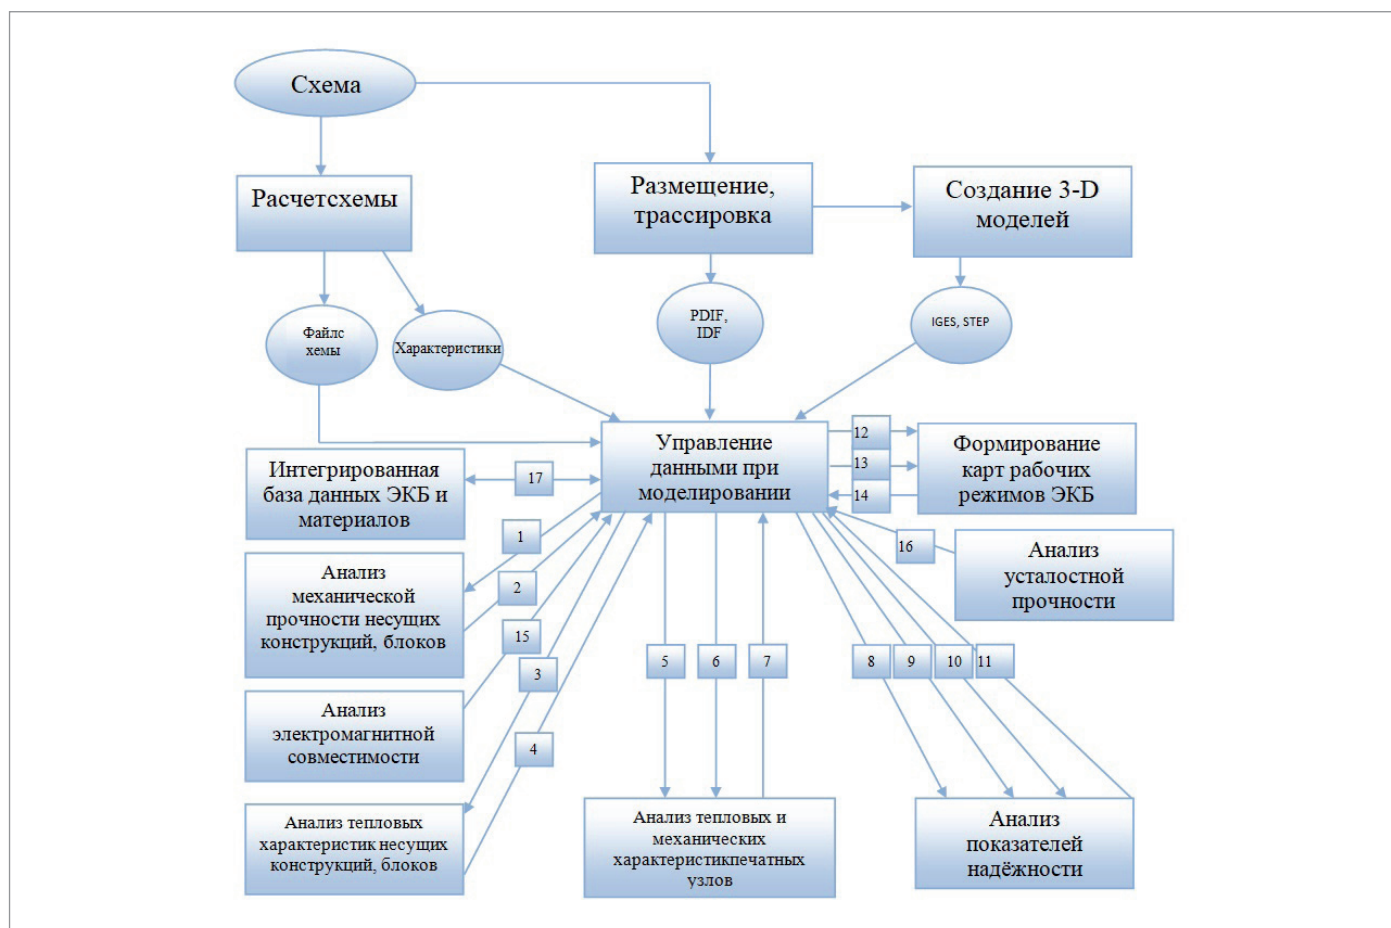 Схема
Расчетсхемы
Размещение,
трассировка
Создание 3-D
моделей
Файлс
хемы
Характеристики
PDIF,
IDF
IGES, STEP
Управление
данными при
моделировании
12
13
14
Формирование
карт рабочих
режимов ЭКБ
Интегрированная
база данных ЭКБ и
материалов
17
1
2
15
3
4
16
Анализ
усталостной
прочности
Анализ
механической
прочности несущих
конструкций, блоков
5
6
7
8
9
10
11
Анализ
электромагнитной
совместимости
Анализ тепловых
характеристик несущих
конструкций, блоков
Анализ тепловых и
механических
характеристикпечатных
узлов
Анализ
показателей
надёжности